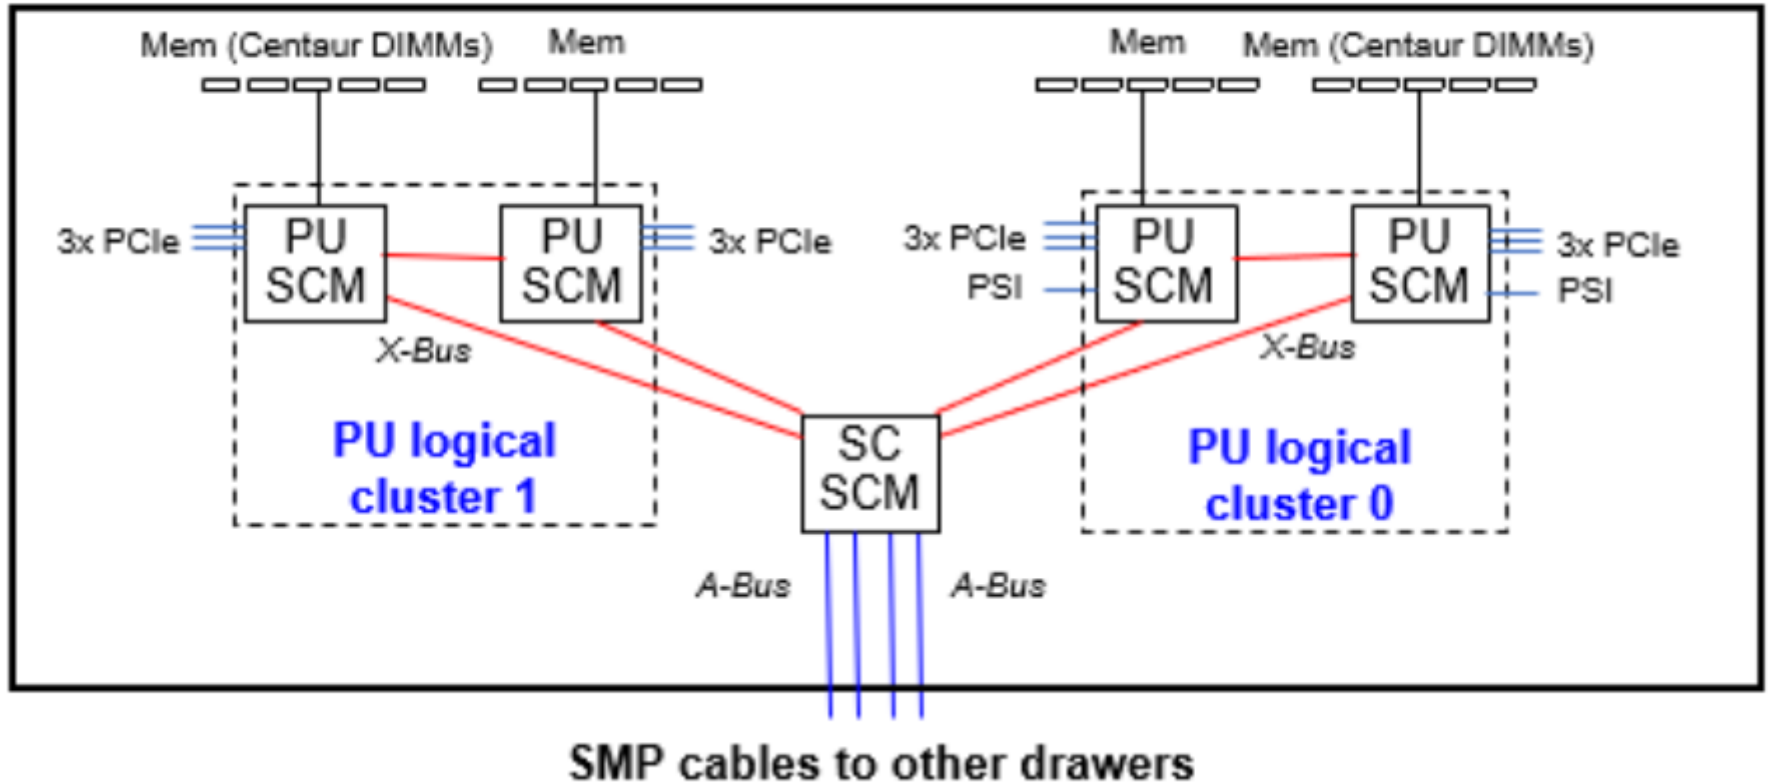 Mem (Centaur DIMMs)
Mem
Mem
Mem (Centaur DIMMs)
3x PCIe
PU
SCM
PU
SCM
3x PCIe
3x PCIe
PSI
PU
SCM
PU
SCM
3x PCIe
PSI
X-Bus
X-Bus
PU logical
cluster 1
SC
SCM
PU logical
cluster 0
A-Bus
A-Bus
SMP cables to other drawers